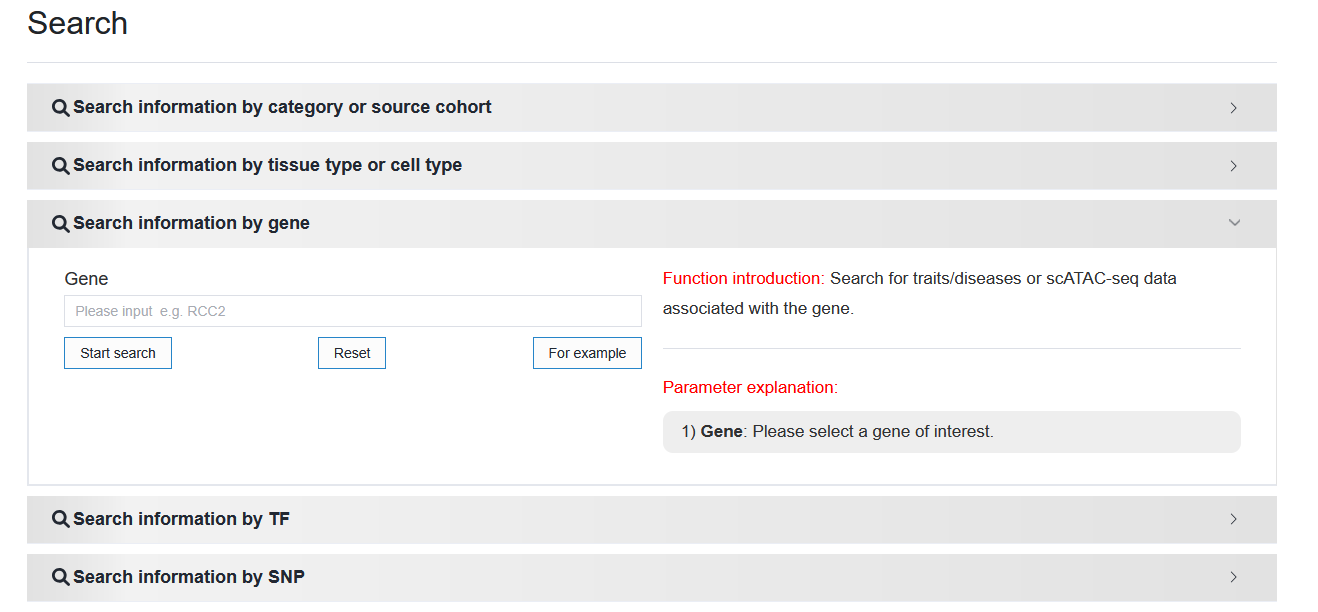 Search
Search information by category or source cohort
Search information by tissue type or cell type
Search information by gene
Gene
Please input  e.g. RCC2
Start search
Reset
For example
Function introduction: Search for traits/diseases or scATAC-seq data
associated with the gene.
Parameter explanation:
1) Gene: Please select a gene of interest.
Search information by TF
Search information by SNP